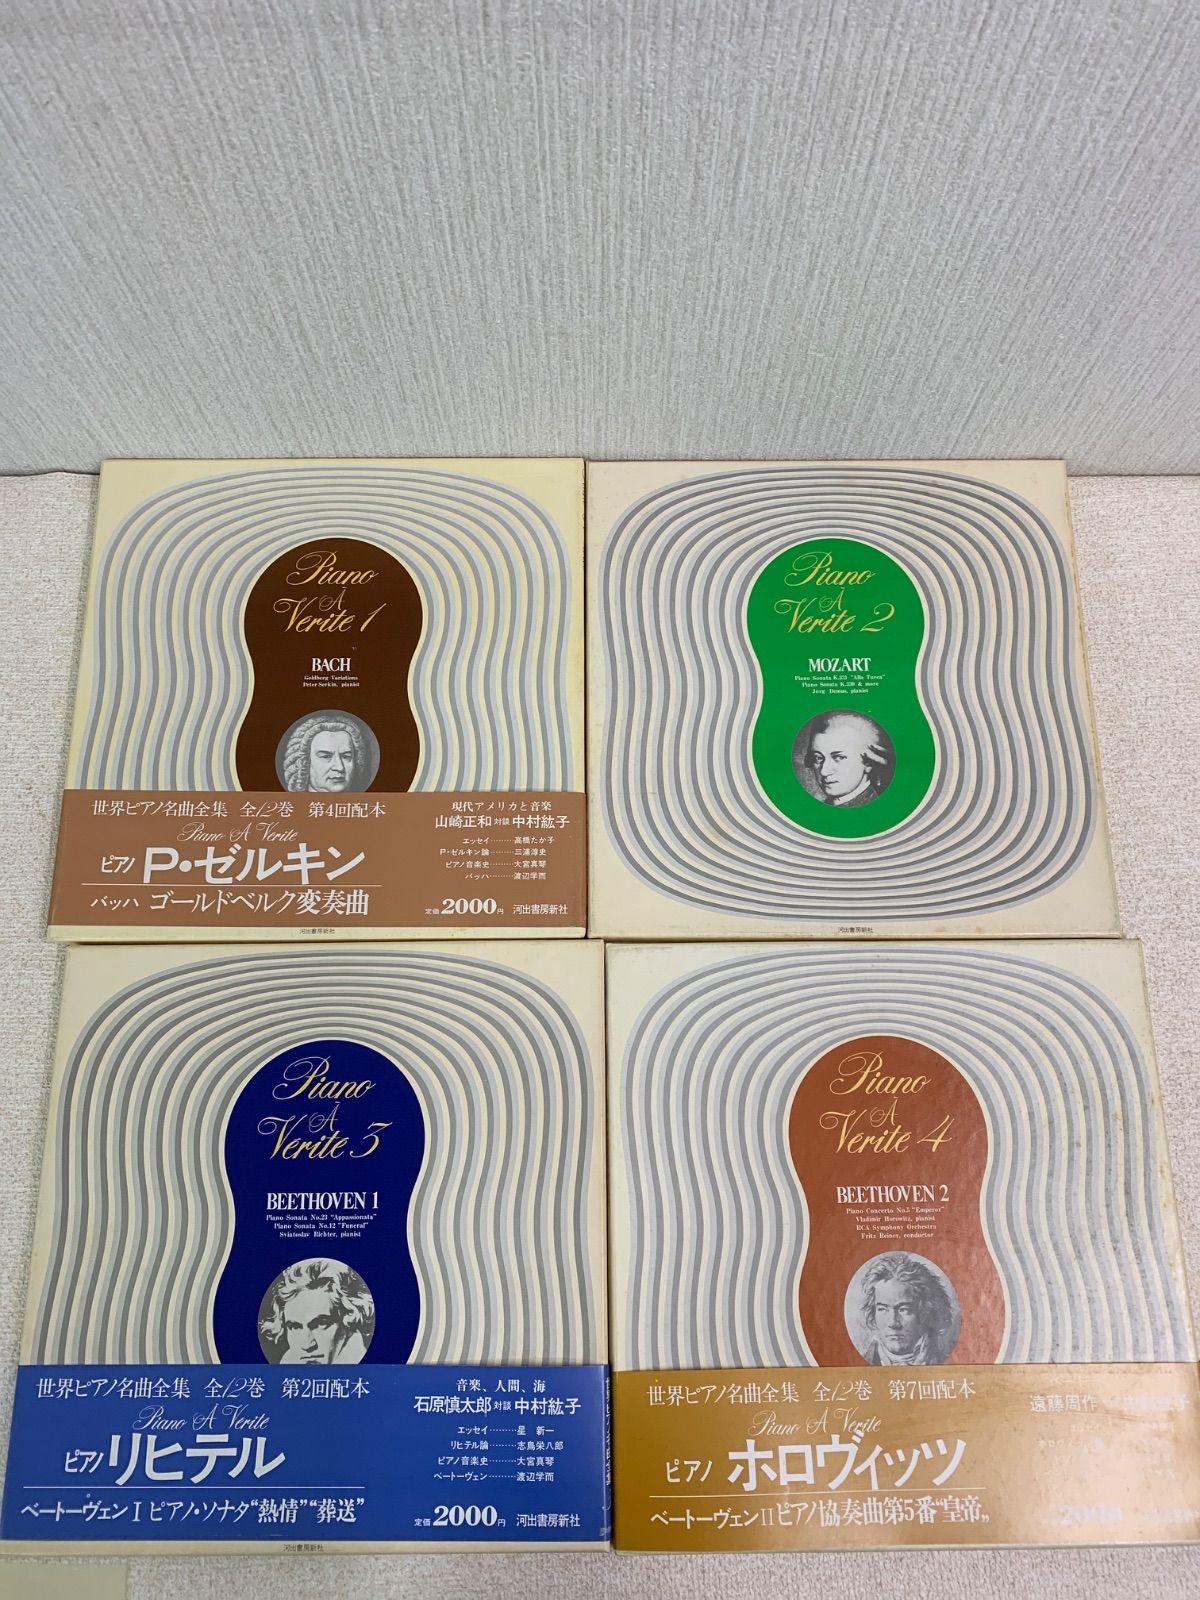 Piano
À
Verite 1
BACH
Goldberg Variations
Peter Serkin, pianist
世界ピアノ名曲全集 全12巻 第4回配本
Piano À Verite
ピアノ P・ゼルキン
バッハ ゴールドベルク変奏曲
現代アメリカと音楽
山崎正和 対談 中村紘子
エッセイ………高橋たか子
P・ゼルキン論………三浦淳史
ピアノ音楽史………大宮真琴
バッハ………渡辺学而
定価 2000円 河出書房新社
河出書房新社
Piano
À
Verite 2
MOZART
Piano Sonata K.331 "Alla Turca"
Piano Sonata K.330 & more
Jörg Demus, pianist
河出書房新社
Piano
À
Verite 3
BEETHOVEN 1
Piano Sonata No.23 "Appassionata"
Piano Sonata No.12 "Funeral"
Sviatoslav Richter, pianist
世界ピアノ名曲全集 全12巻 第2回配本
Piano À Verite
ピアノ リヒテル
ベートーヴェンI ピアノ・ソナタ“熱情”“葬送”
音楽、人間、海
石原慎太郎 対談 中村紘子
エッセイ………星 新一
リヒテル論………志鳥栄八郎
ピアノ音楽史………大宮真琴
ベートーヴェン………渡辺学而
定価 2000円 河出書房新社
河出書房新社
Piano
À
Verite 4
BEETHOVEN 2
Piano Concerto No.5 "Emperor"
Vladimir Horowitz, pianist
RCA Symphony Orchestra
Fritz Reiner, conductor
世界ピアノ名曲全集 全12巻 第7回配本
Piano À Verite
ピアノ ホロヴィッツ
ベートーヴェンII ピアノ協奏曲第5番“皇帝„
遠藤周作
2000